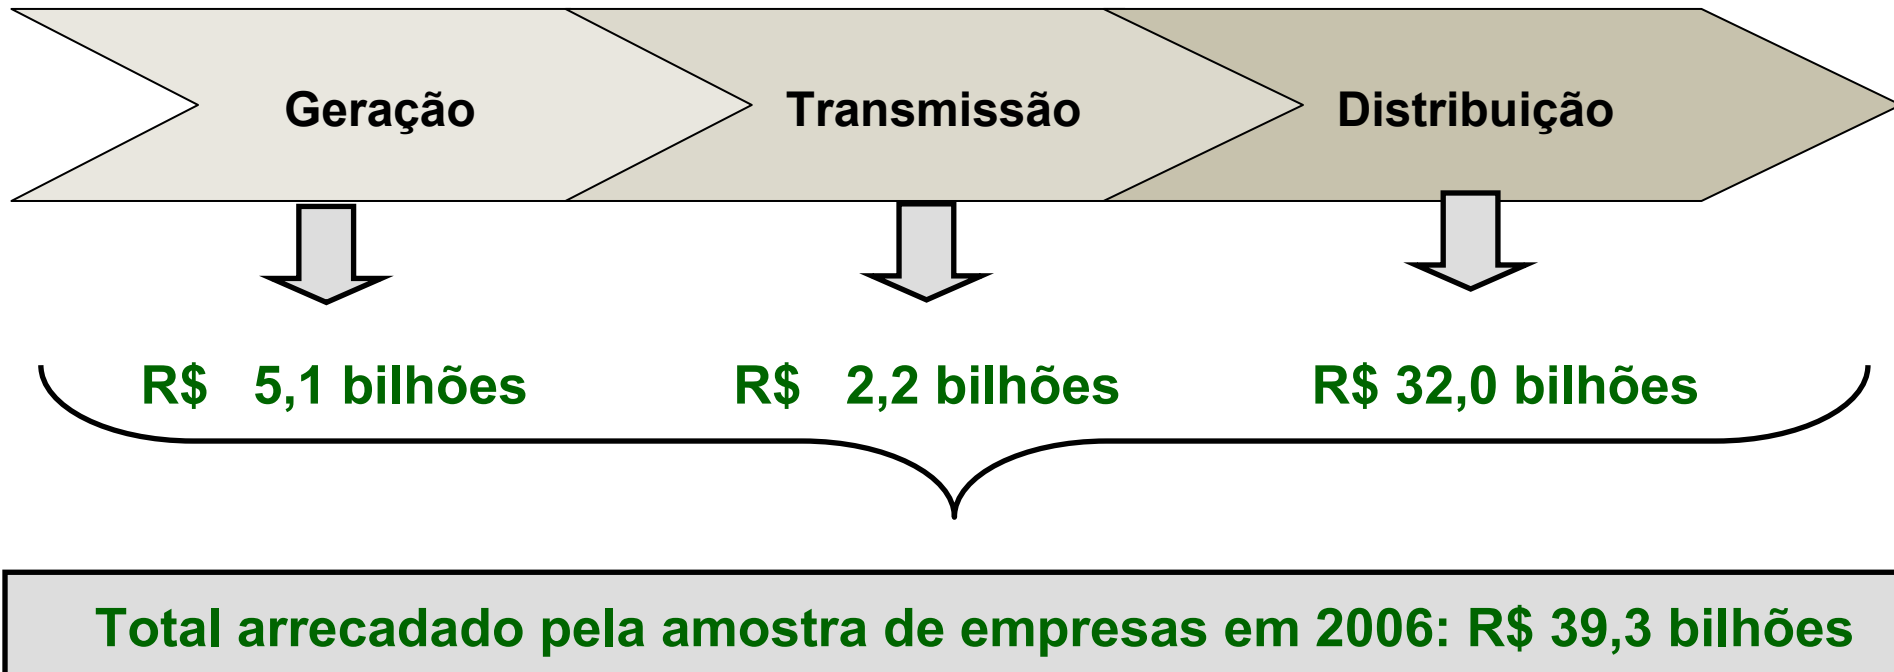 Geração Transmissão Distribuição
R$ 5,1 bilhões R$ 2,2 bilhões R$ 32,0 bilhões
Total arrecadado pela amostra de empresas em 2006: R$ 39,3 bilhões